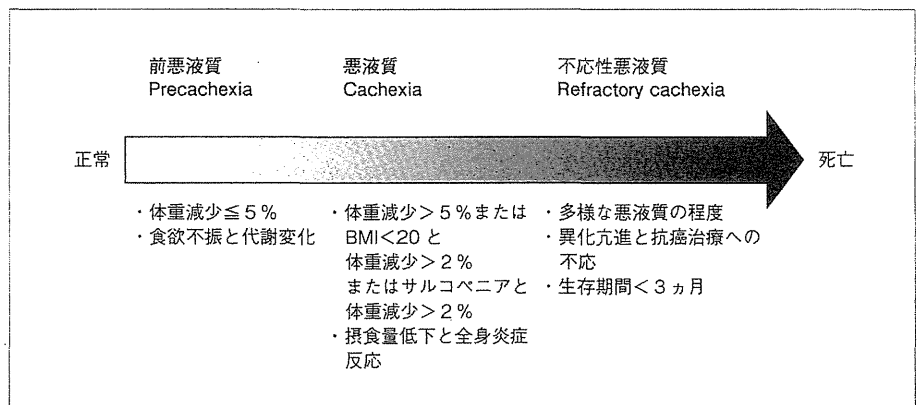 前悪液質
Precachexia
悪液質
Cachexia
不応性悪液質
Refractory cachexia
正常
死亡
・体重減少≦5％
・食欲不振と代謝変化
・体重減少＞5％または
BMI＜20 と
体重減少＞2％
またはサルコペニアと
体重減少＞2％
・摂食量低下と全身炎症
反応
・多様な悪液質の程度
・異化亢進と抗癌治療への
不応
・生存期間＜3ヵ月